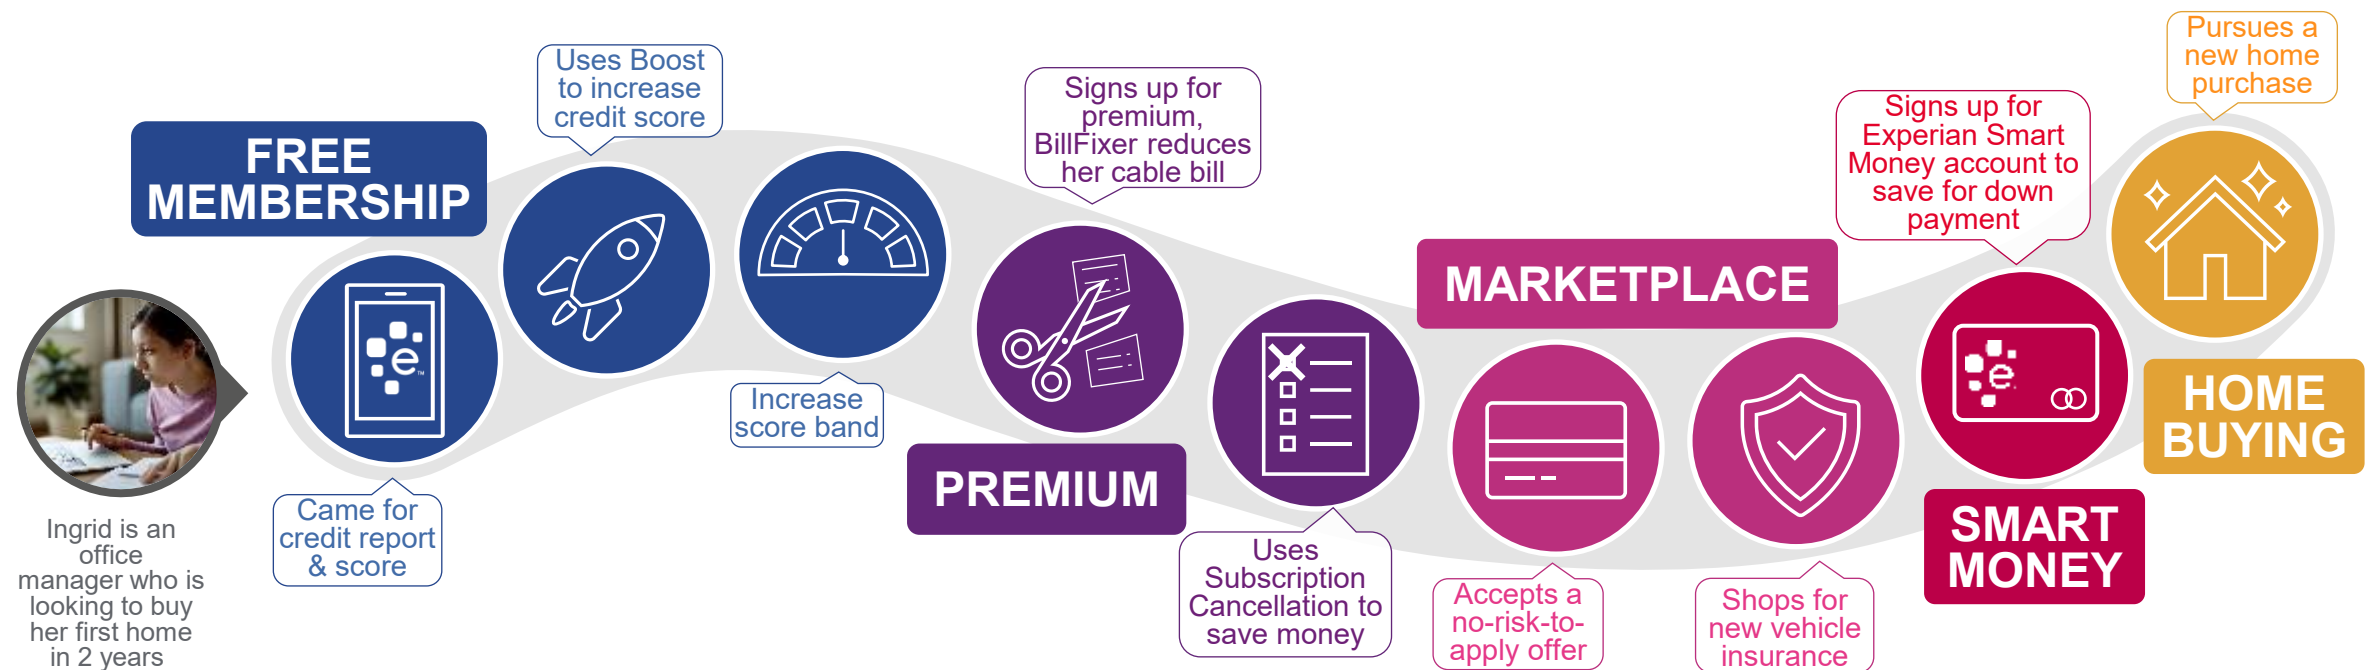 Ingrid is an
office
manager who is
looking to buy
her first home
in 2 years
FREE
MEMBERSHIP
e
Came for
credit report
& score
Uses Boost
to increase
credit score
Increase
score band
Signs up for
premium,
BillFixer reduces
her cable bill
PREMIUM
Uses
Subscription
Cancellation to
save money
MARKETPLACE
Accepts a
no-risk-to-
apply offer
Shops for
new vehicle
insurance
Signs up for
Experian Smart
Money account to
save for down
payment
e
SMART
MONEY
Pursues a
new home
purchase
HOME
BUYING